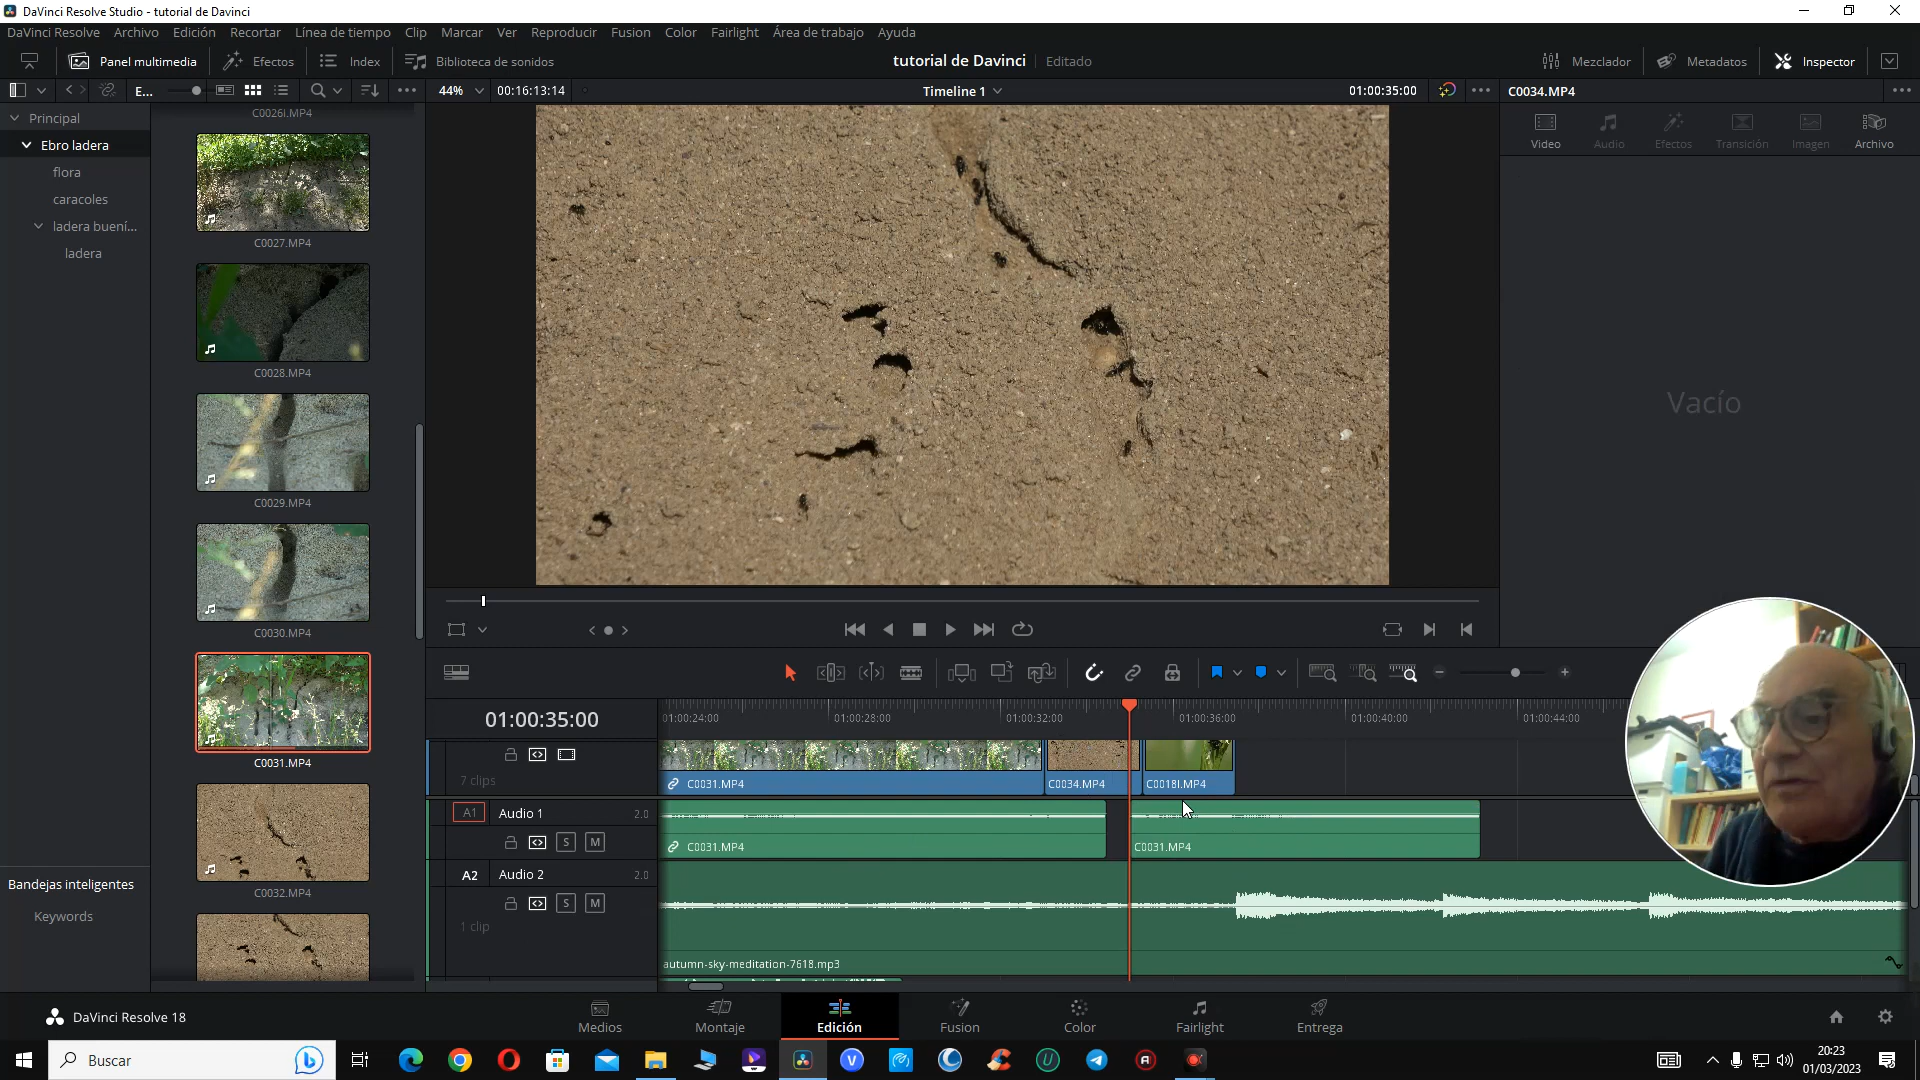 DaVinci Resolve Studio - tutorial de Davinci
DaVinci Resolve Archivo Edición Recortar Línea de tiempo Clip Marcar Ver Reproducir Fusion Color Fairlight Área de trabajo Ayuda
Panel multimedia Efectos Index Biblioteca de sonidos tutorial de Davinci Editado Mezclador Metadatos Inspector
E... 44% 00:16:13:14 Timeline 1 01:00:35:00 C0034.MP4
Principal
Ebro ladera
flora
caracoles
ladera buení...
ladera
C0026I.MP4
C0027.MP4
C0028.MP4
C0029.MP4
C0030.MP4
C0031.MP4
C0032.MP4
Video Audio Efectos Transición Imagen Archivo
Vacío
01:00:35:00
01:00:24:00 01:00:28:00 01:00:32:00 01:00:36:00 01:00:40:00 01:00:44:00
7 clips
C0031.MP4 C0034.MP4 C0018I.MP4
A1 Audio 1 2.0
S M
C0031.MP4 C0031.MP4
A2 Audio 2 2.0
S M
1 clip
autumn-sky-meditation-7618.mp3
Bandejas inteligentes
Keywords
DaVinci Resolve 18
Medios Montaje Edición Fusion Color Fairlight Entrega
Buscar
20:23
01/03/2023